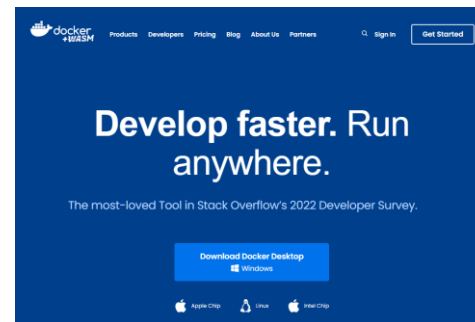 docker
+WASM
Products Developers Pricing Blog About Us Partners Sign In Get Started
Develop faster. Run
anywhere.
The most-loved Tool in Stack Overflow's 2022 Developer Survey.
Download Docker Desktop
Windows
Apple Chip Linux Intel Chip